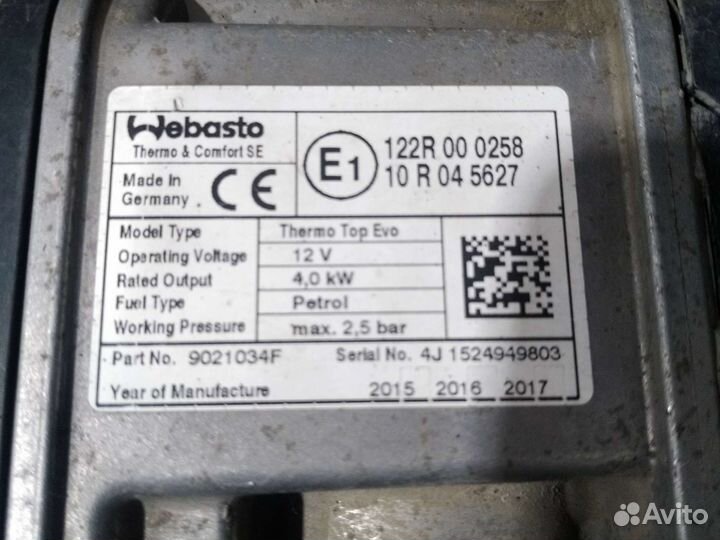 Webasto
Thermo & Comfort SE
Made In
Germany
CE
E1
122R 00 0258
10 R 04 5627
Model Type Thermo Top Evo
Operating Voltage 12 V
Rated Output 4,0 kW
Fuel Type Petrol
Working Pressure max. 2,5 bar
Part No. 9021034F Serial No. 4J 1524949803
Year of Manufacture 2015 2016 2017
Avito